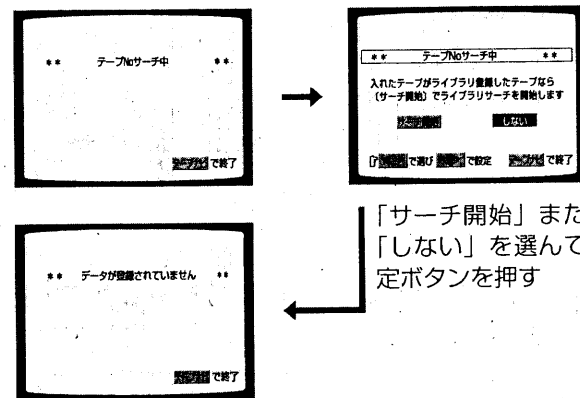 ** テープNoサーチ中 **
で終了
** テープNoサーチ中 **
入れたテープがライブラリ登録したテープなら
〔サーチ開始〕でライブラリサーチを開始します
しない
で選び で設定 で終了
「サーチ開始」また
「しない」を選んで
定ボタンを押す
** データが登録されていません **
で終了